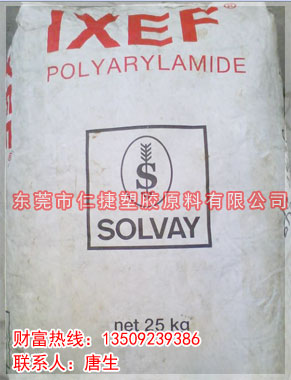 IXEF®
POLYARYLAMIDE
S
东莞市仁捷塑胶原料有限公司
SOLVAY
net 25 kg
财富热线：13509239386
联系人：唐生